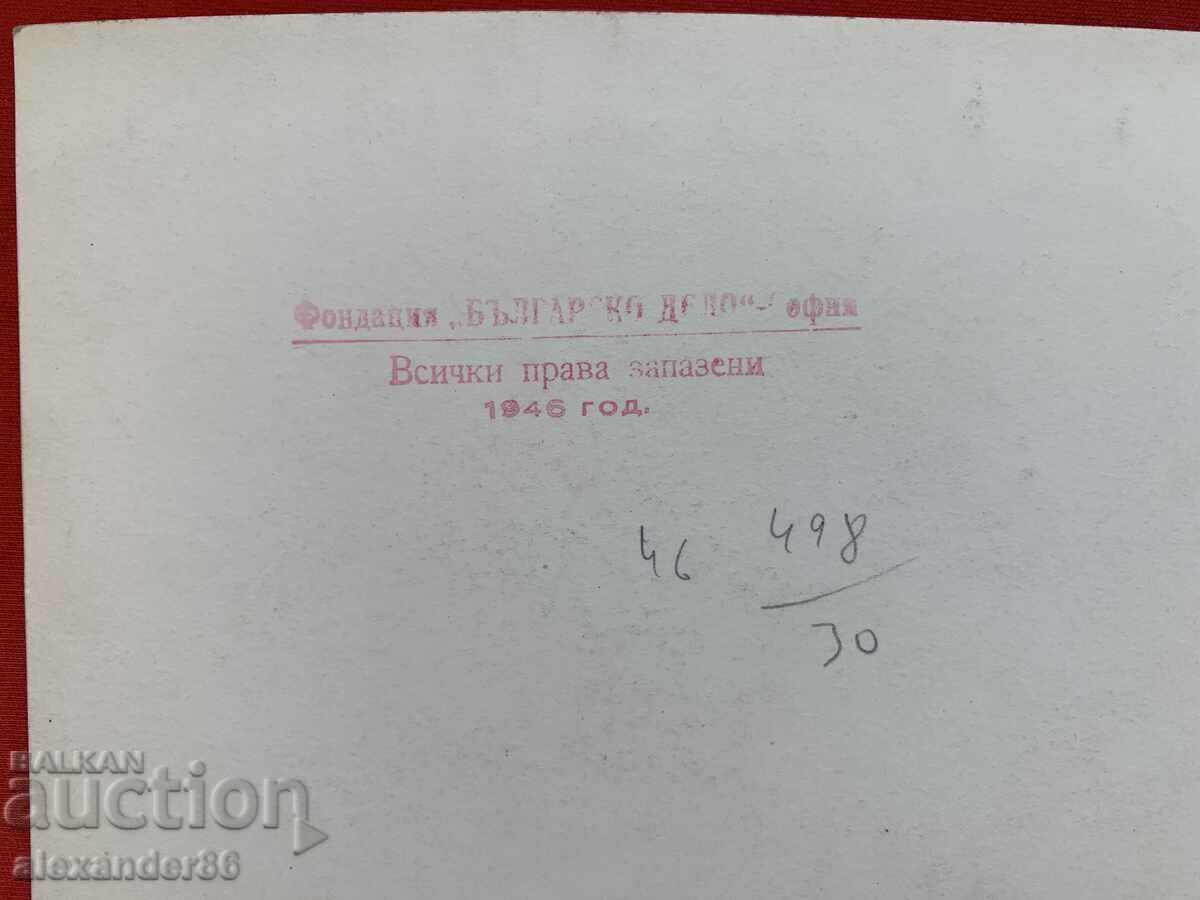 Фондация „БЪЛГАРСКО ДЕЛО“-София
Всички права запазени
1946 год.
46 498
30
BALKAN
auction
alexander86